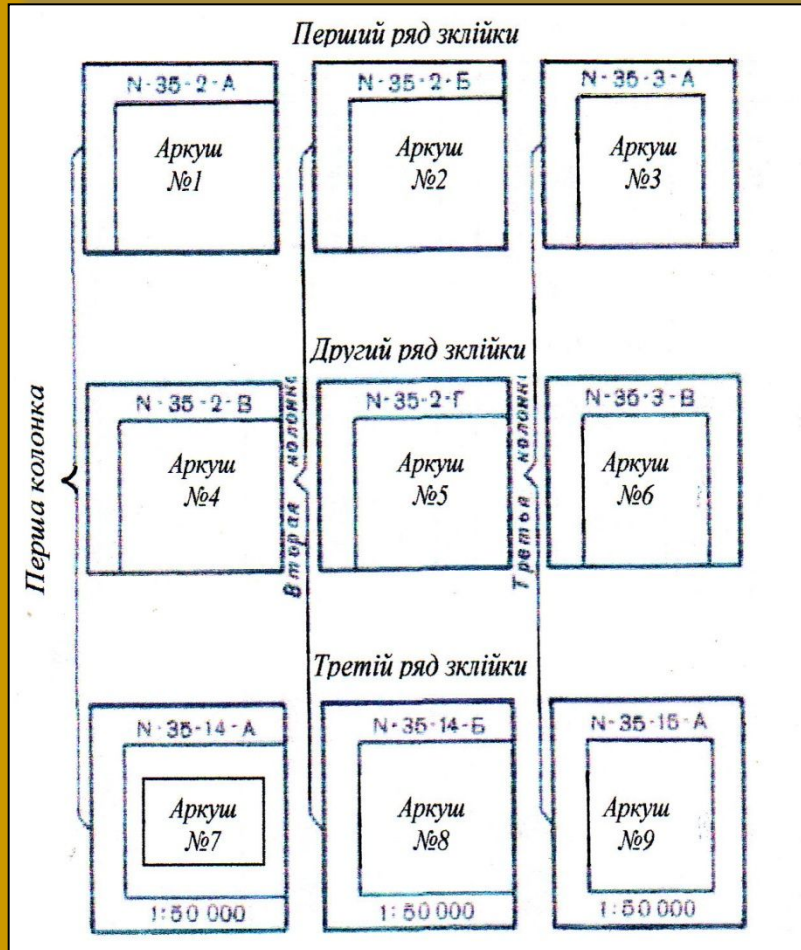 Перший ряд зклійки
N-35-2-А
N-35-2-Б
N-35-3-А
Аркуш
№1
Аркуш
№2
Аркуш
№3
Перша колонка
Другий ряд зклійки
N-35-2-В
N-35-2-Г
N-35-3-В
Аркуш
№4
Вторая колонка
Аркуш
№5
Третья колонка
Аркуш
№6
Третій ряд зклійки
N-35-14-А
N-35-14-Б
N-35-15-А
Аркуш
№7
Аркуш
№8
Аркуш
№9
1:50 000
1:50 000
1:50 000